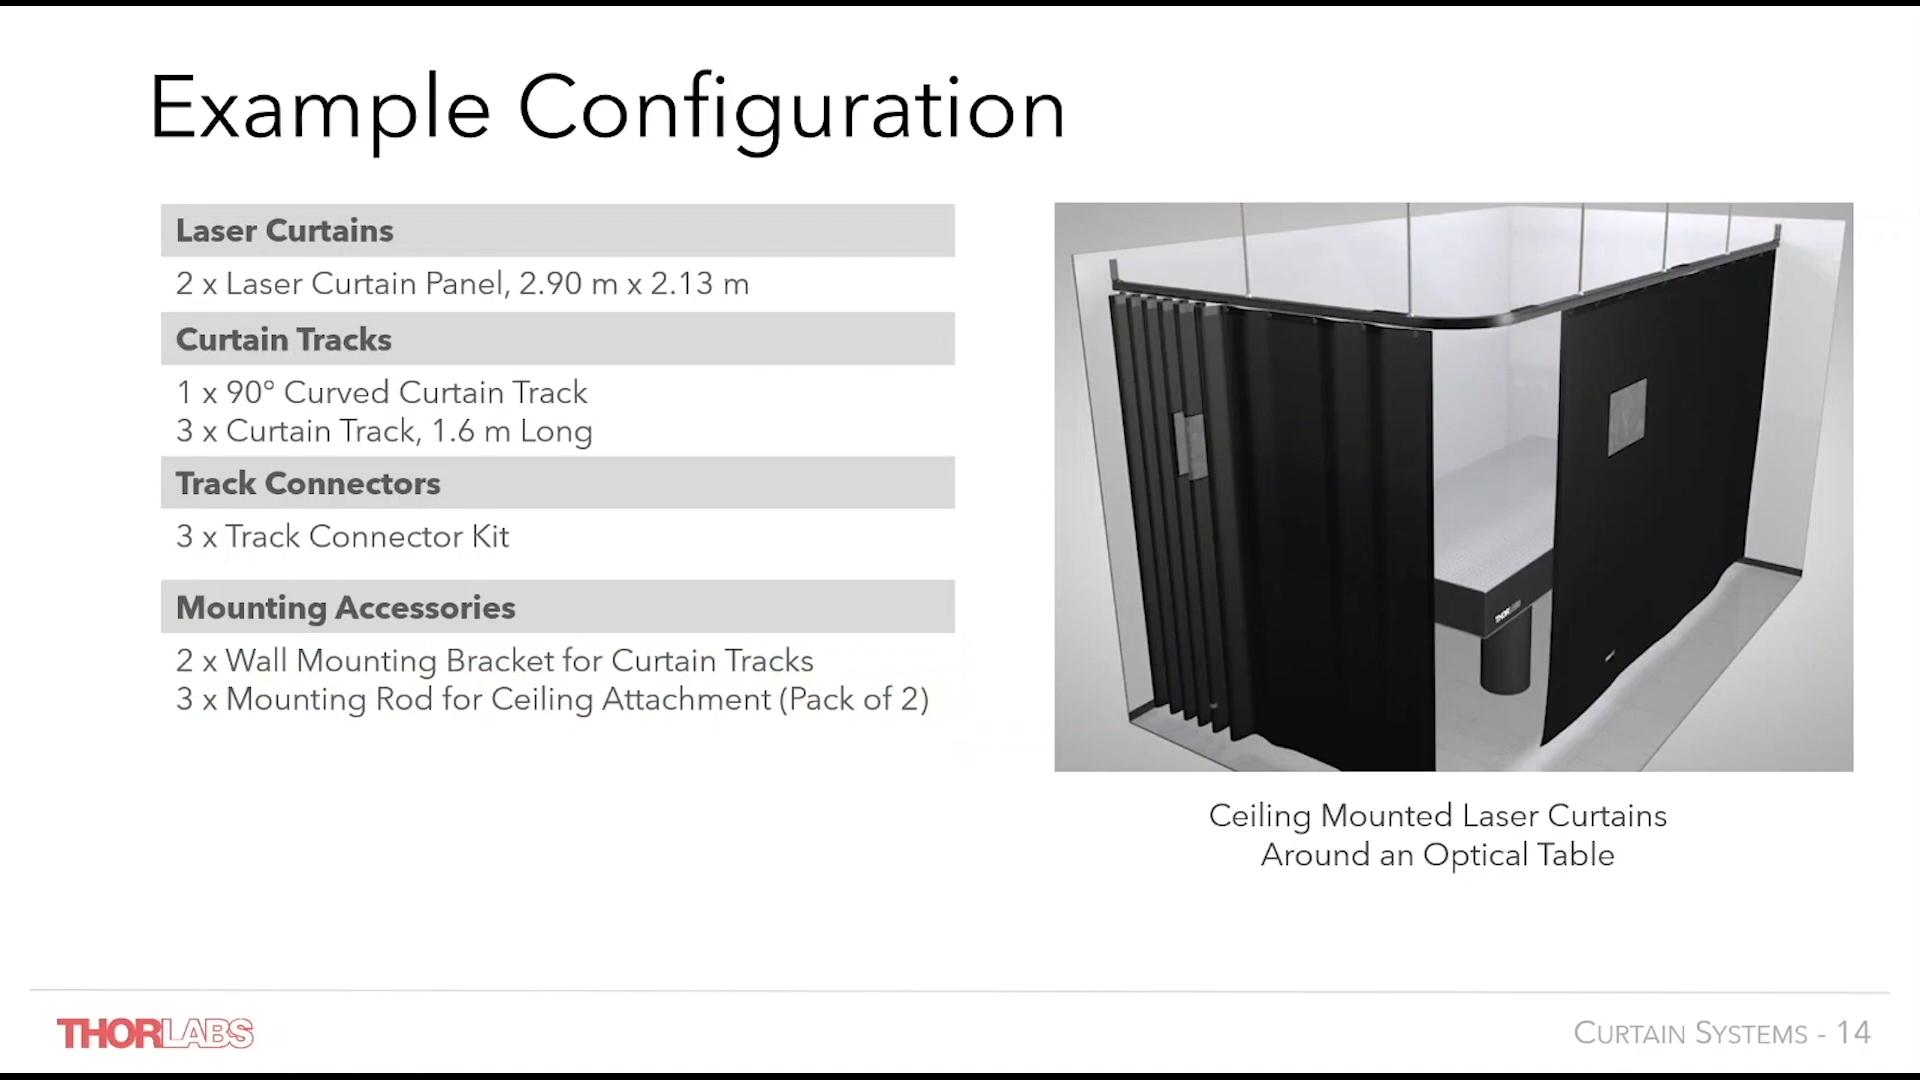 Example Configuration
Laser Curtains
2 x Laser Curtain Panel, 2.90 m x 2.13 m
Curtain Tracks
1 x 90° Curved Curtain Track
3 x Curtain Track, 1.6 m Long
Track Connectors
3 x Track Connector Kit
Mounting Accessories
2 x Wall Mounting Bracket for Curtain Tracks
3 x Mounting Rod for Ceiling Attachment (Pack of 2)
THORLABS
Ceiling Mounted Laser Curtains
Around an Optical Table
THORLABS
CURTAIN SYSTEMS - 14